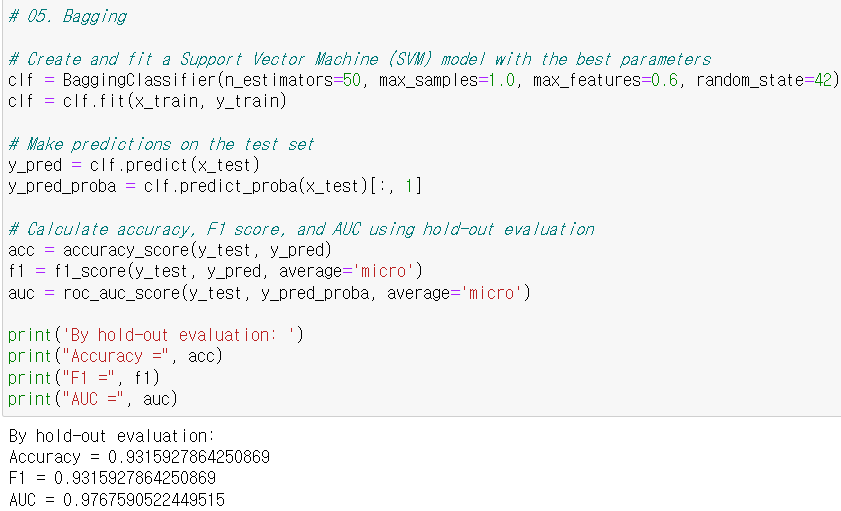 # 05. Bagging
# Create and fit a Support Vector Machine (SVM) model with the best parameters
clf = BaggingClassifier(n_estimators=50, max_samples=1.0, max_features=0.6, random_state=42)
clf = clf.fit(x_train, y_train)
# Make predictions on the test set
y_pred = clf.predict(x_test)
y_pred_proba = clf.predict_proba(x_test)[:, 1]
# Calculate accuracy, F1 score, and AUC using hold-out evaluation
acc = accuracy_score(y_test, y_pred)
f1 = f1_score(y_test, y_pred, average='micro')
auc = roc_auc_score(y_test, y_pred_proba, average='micro')
print('By hold-out evaluation: ')
print("Accuracy =", acc)
print("F1 =", f1)
print("AUC =", auc)
By hold-out evaluation:
Accuracy = 0.9315927864250869
F1 = 0.9315927864250869
AUC = 0.9767590522449515